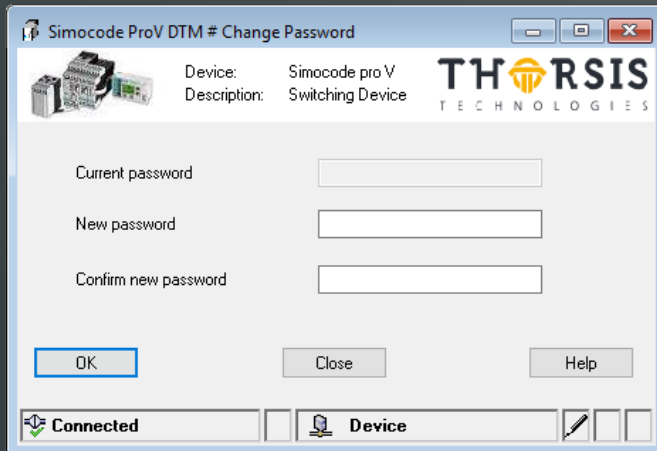 Simocode ProV DTM # Change Password
Device: Simocode pro V
Description: Switching Device
THORSIS
TECHNOLOGIES
Current password
New password
Confirm new password
OK Close Help
Connected Device